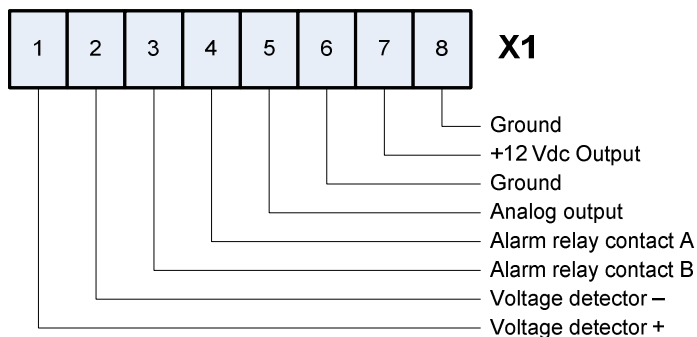 1 2 3 4 5 6 7 8 X1
Ground
+12 Vdc Output
Ground
Analog output
Alarm relay contact A
Alarm relay contact B
Voltage detector –
Voltage detector +